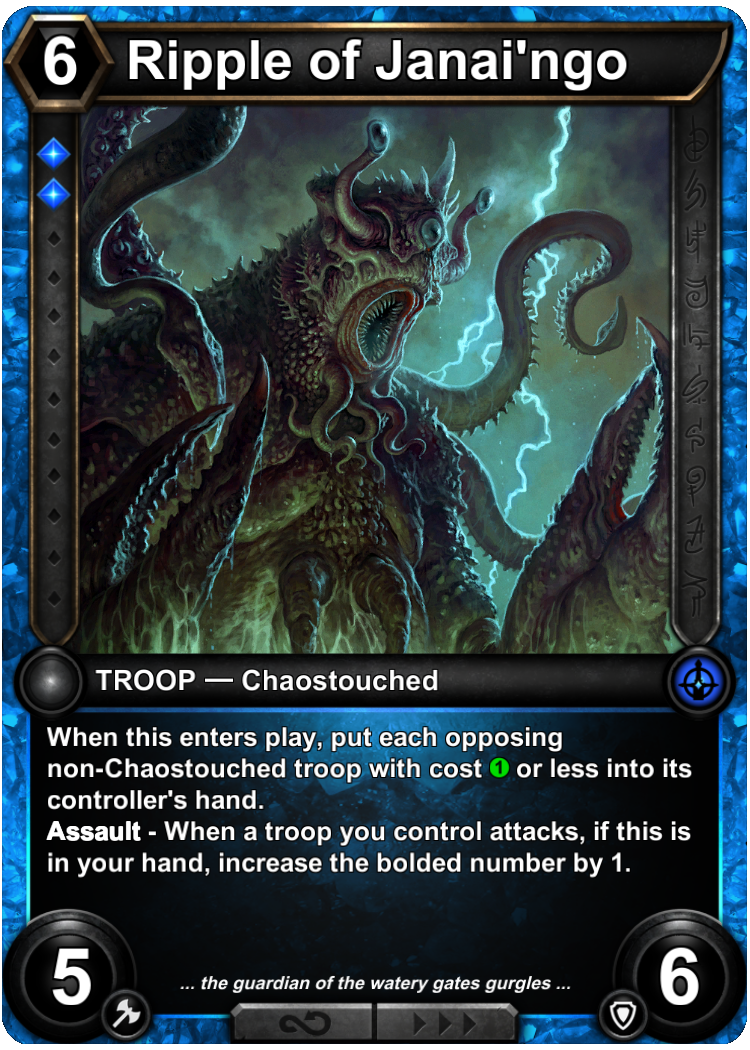 6
Ripple of Janai'ngo
TROOP — Chaostouched
When this enters play, put each opposing
non-Chaostouched troop with cost 1 or less into its
controller's hand.
Assault - When a troop you control attacks, if this is
in your hand, increase the bolded number by 1.
5
... the guardian of the watery gates gurgles ...
6